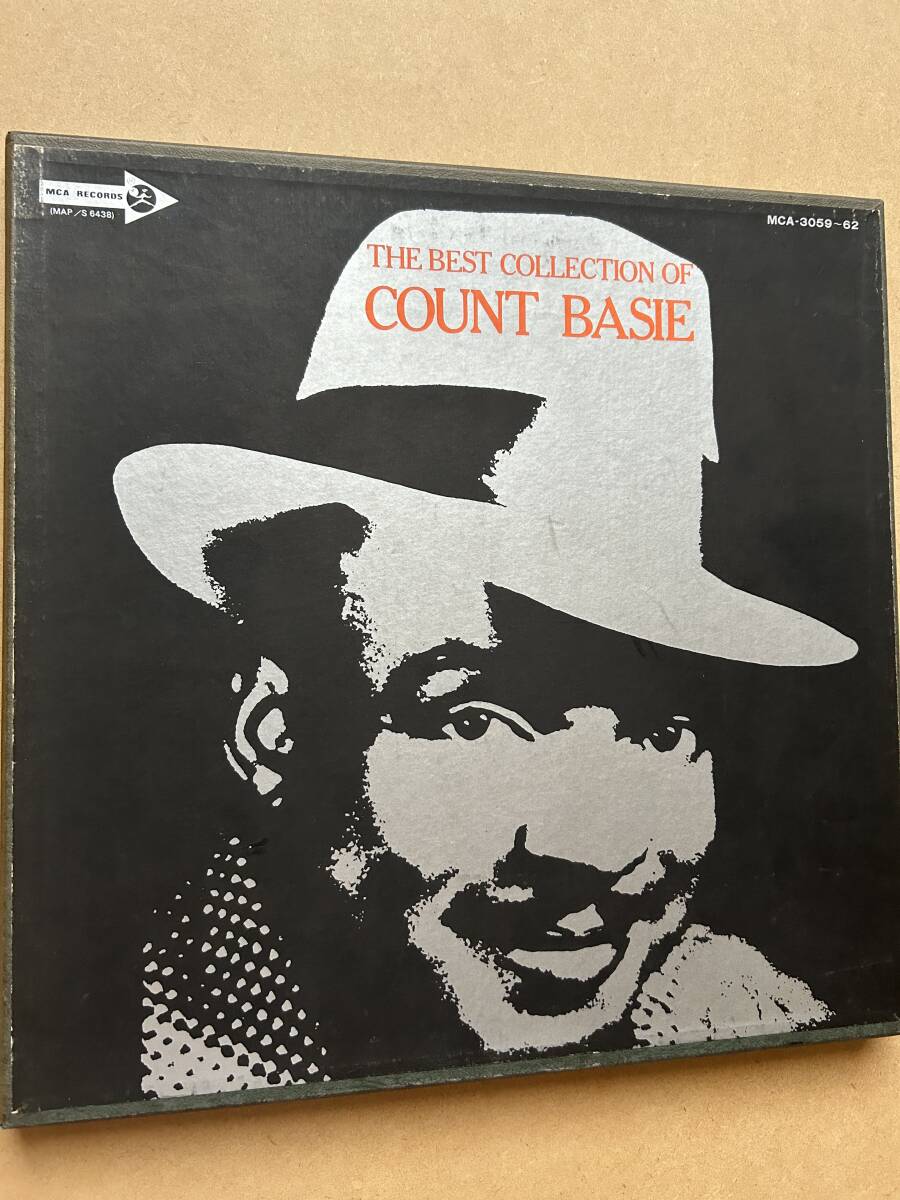 MCA RECORDS
(MAP/S 6438)
MCA-3059~62
THE BEST COLLECTION OF
COUNT BASIE